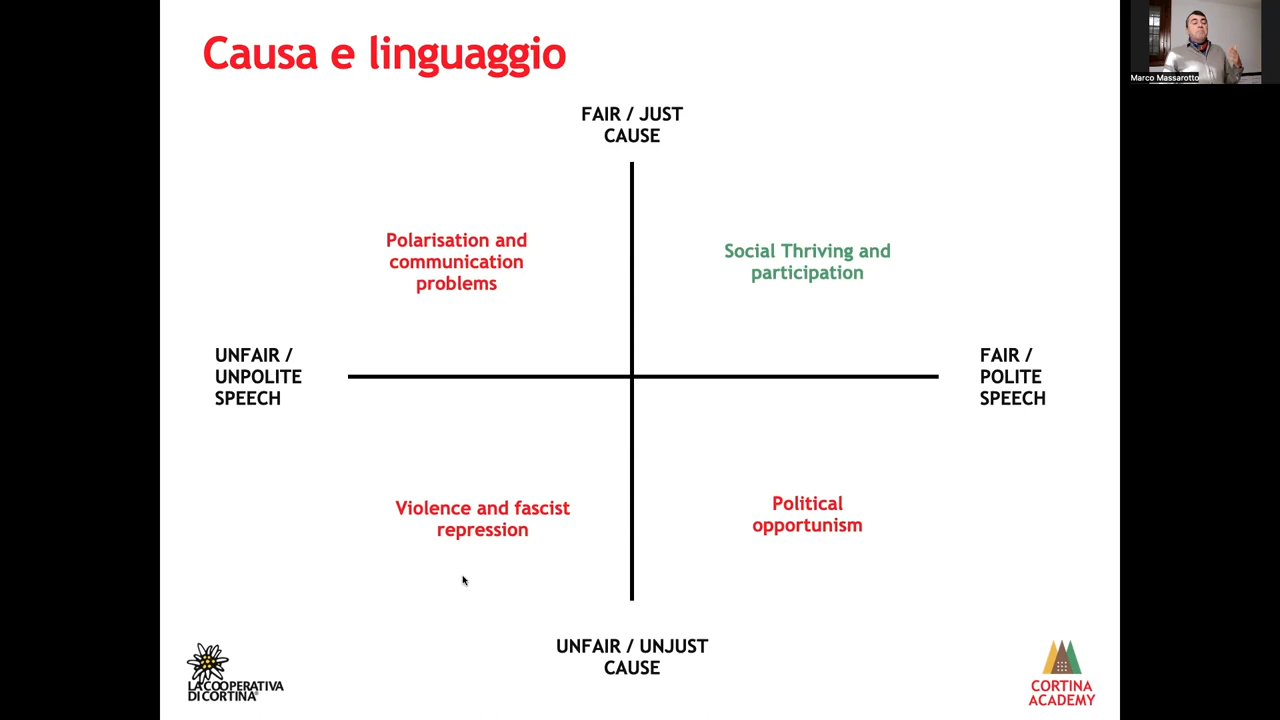 Causa e linguaggio
Marco Massarotto
FAIR / JUST
CAUSE
Polarisation and
communication
problems
Social Thriving and
participation
UNFAIR /
UNPOLITE
SPEECH
FAIR /
POLITE
SPEECH
Violence and fascist
repression
Political
opportunism
UNFAIR / UNJUST
CAUSE
LA COOPERATIVA
DI CORTINA®
CORTINA
ACADEMY